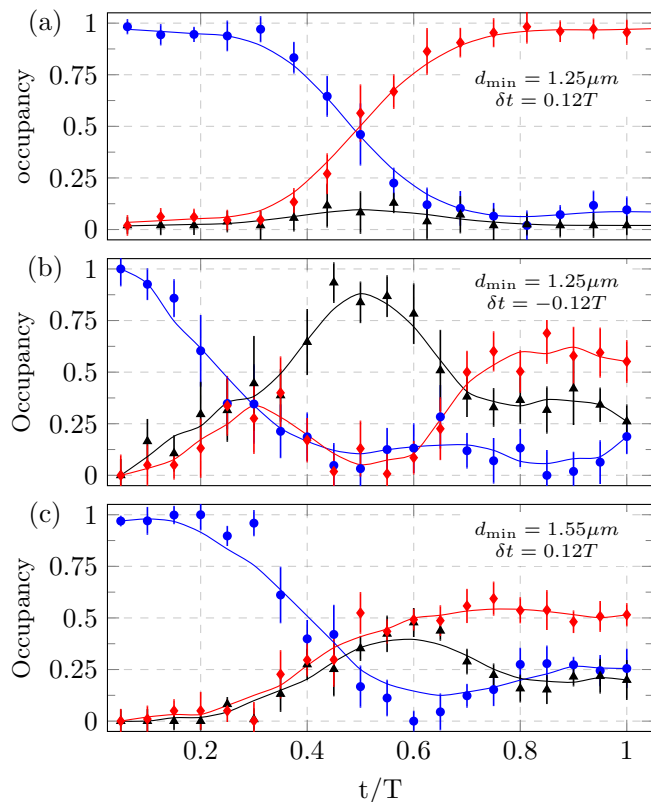 (a)
1
0.75
0.5
0.25
0
occupancy
d_min = 1.25μm
δt = 0.12T
(b)
1
0.75
0.5
0.25
0
Occupancy
d_min = 1.25μm
δt = −0.12T
(c)
1
0.75
0.5
0.25
0
Occupancy
d_min = 1.55μm
δt = 0.12T
0.2 0.4 0.6 0.8 1
t/T